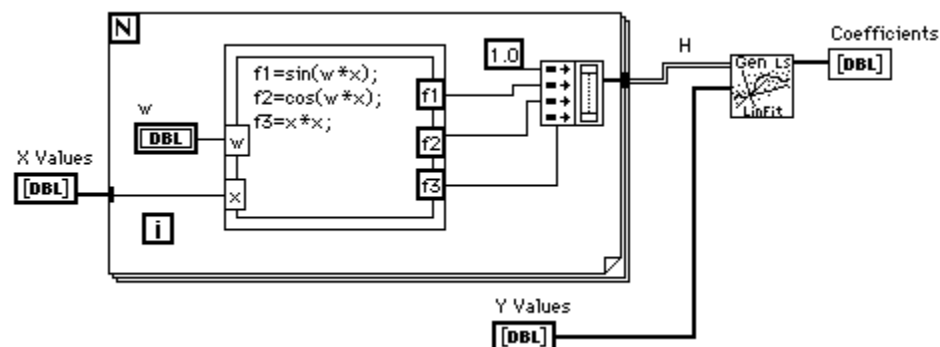 N
1.0
H
Coefficients
[DBL]
Gen LS
LinFit
f1=sin(w*x);
f2=cos(w*x);
f3=x*x;
f1
f2
f3
w
DBL
w
X Values
[DBL]
x
i
Y Values
[DBL]